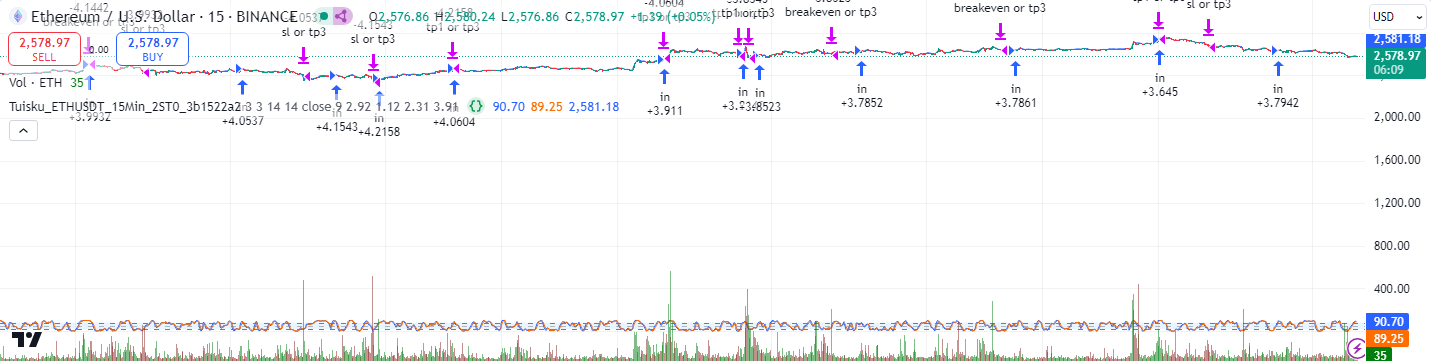 Ethereum / U.S. Dollar · 15 · BINANCE
O2,576.86 H2,580.24 L2,576.86 C2,578.97 +1.39 (+0.05%)
USD
-4.1442
breakeven or tp3
sl or tp3
-4.1543
sl or tp3
-4.2158
tp1 or tp3
-4.0604
breakeven or tp3
breakeven or tp3
sl or tp3
2,578.97
SELL
0.00
2,578.97
BUY
2,581.18
2,578.97
06:09
Vol · ETH 35
Tuisku_ETHUSDT_15Min_2ST0_3b1522a2 3 3 14 14 close 9 2.92 1.12 2.31 3.91 90.70 89.25 2,581.18
+3.9932
in
+4.0537
in
+4.1543
in
+4.2158
in
+4.0604
in
+3.911
in
in
in
+3.7852
in
+3.7861
in
+3.645
in
+3.7942
2,000.00
1,600.00
1,200.00
800.00
400.00
90.70
89.25
35